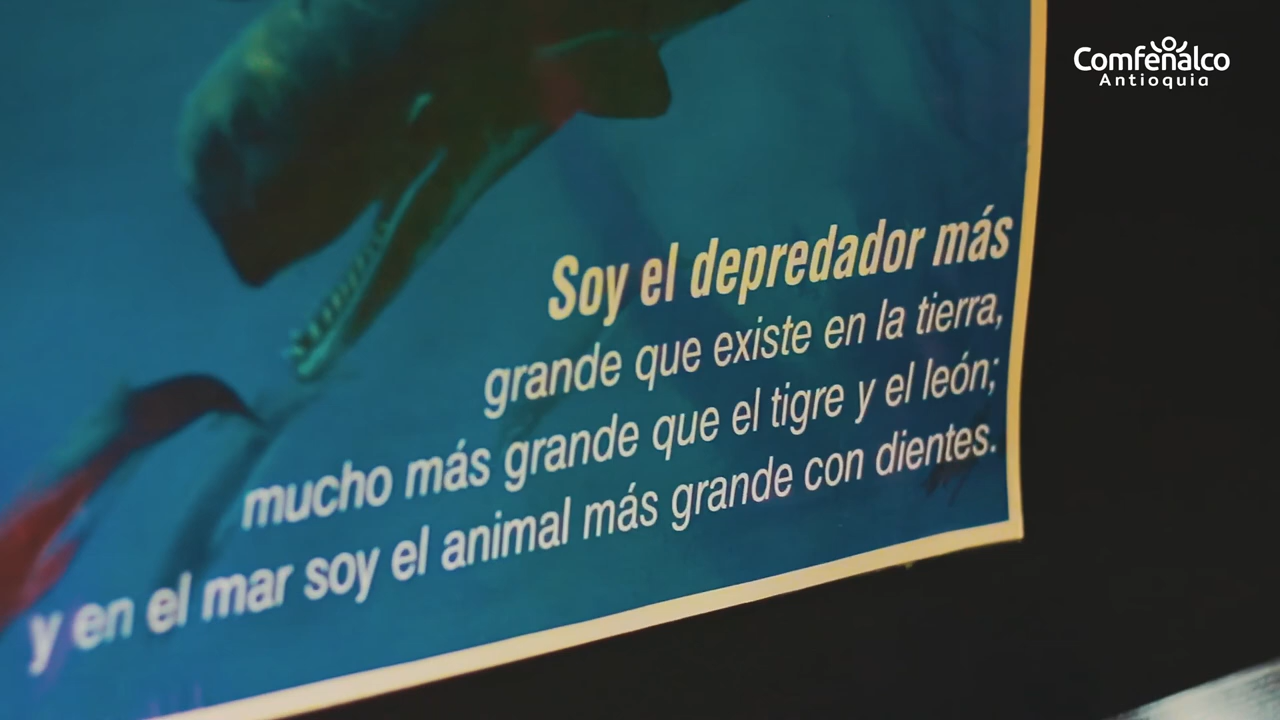 Comfenalco
Antioquia
Soy el depredador más
grande que existe en la tierra,
mucho más grande que el tigre y el león;
y en el mar soy el animal más grande con dientes.